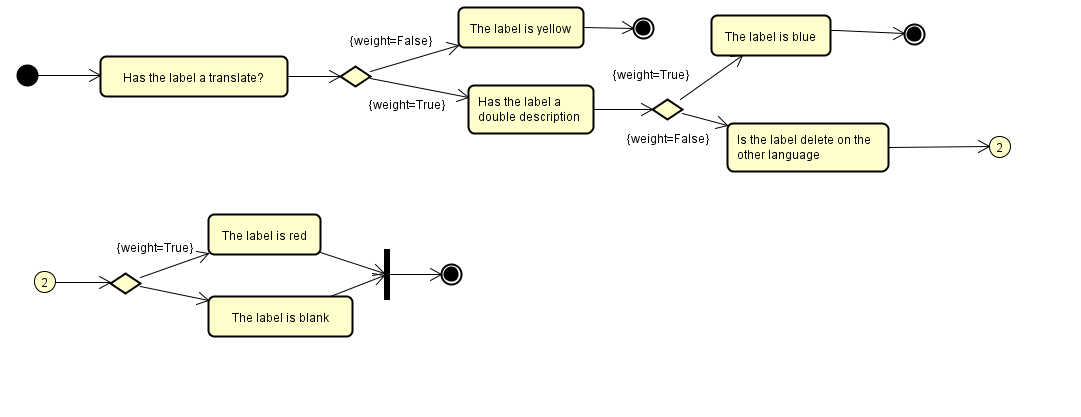 The label is yellow
The label is blue
{weight=False}
Has the label a translate?
{weight=True}
{weight=True}
Has the label a
double description
{weight=False}
Is the label delete on the
other language
2
The label is red
{weight=True}
2
The label is blank